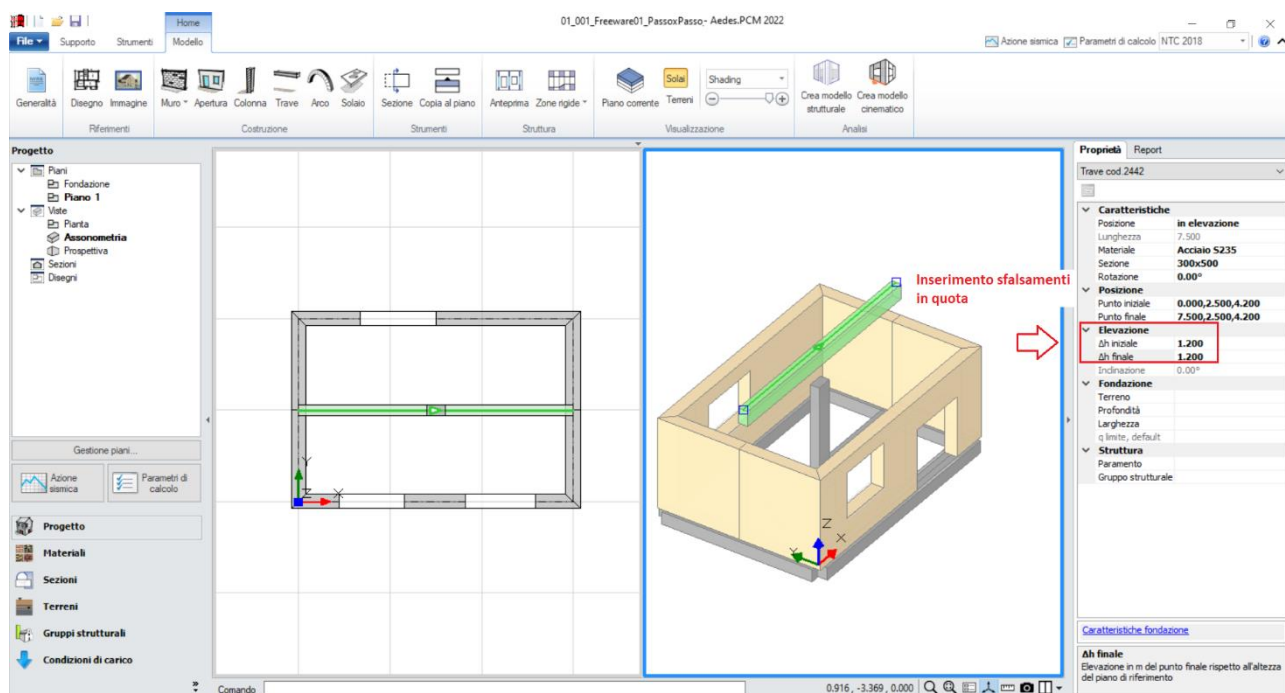 01_001_Freeware01_PassoxPasso,- Aedes.PCM 2022
Home
File
Supporto
Strumenti
Modello
Azione sismica
Parametri di calcolo
NTC 2018
Generalità
Disegno
Immagine
Muro
Apertura
Colonna
Trave
Arco
Solaio
Sezione
Copia al piano
Anteprima
Zone rigide
Piano corrente
Solai
Terreni
Shading
Crea modello strutturale
Crea modello cinematico
Riferimenti
Costruzione
Strumenti
Struttura
Visualizzazione
Analisi
Progetto
Piani
Fondazione
Piano 1
Viste
Pianta
Assonometria
Prospettiva
Sezioni
Disegni
Gestione piani...
Azione sismica
Parametri di calcolo
Progetto
Materiali
Sezioni
Terreni
Gruppi strutturali
Condizioni di carico
Y
Z
X
Inserimento sfalsamenti
in quota
Z
X
Y
Proprietà
Report
Trave cod.2442
Caratteristiche
Posizione in elevazione
Lunghezza 7.500
Materiale Acciaio S235
Sezione 300x500
Rotazione 0.00°
Posizione
Punto iniziale 0.000,2.500,4.200
Punto finale 7.500,2.500,4.200
Elevazione
Δh iniziale 1.200
Δh finale 1.200
Inclinazione 0.00°
Fondazione
Terreno
Profondità
Larghezza
q limite, default
Struttura
Paramento
Gruppo strutturale
Caratteristiche fondazione
Δh finale
Elevazione in m del punto finale rispetto all'altezza
del piano di riferimento
Comando
0.916 , -3.369 , 0.000